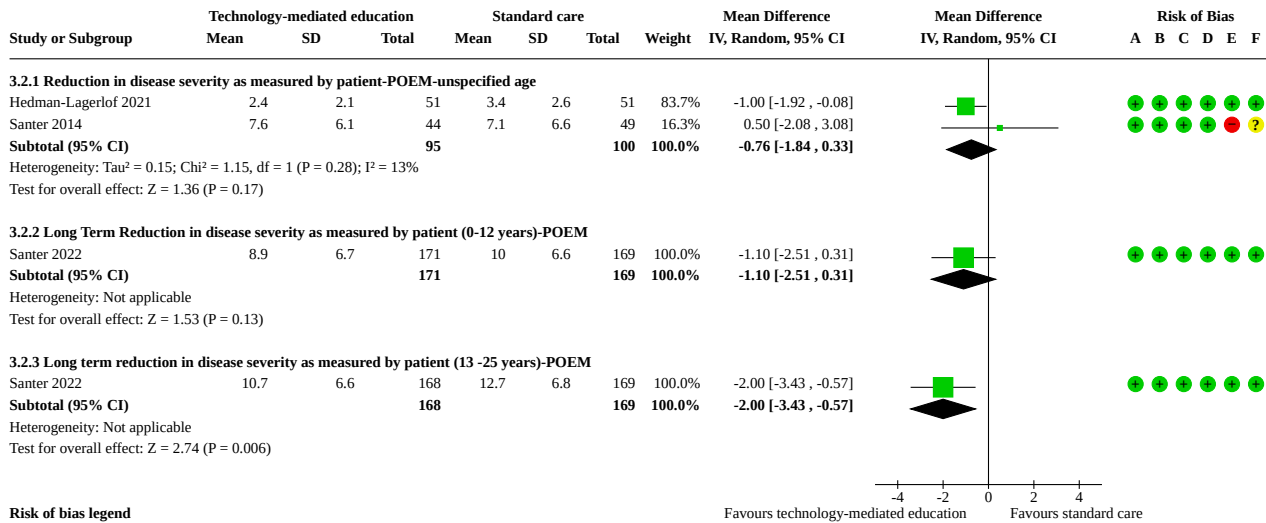 Technology-mediated education Standard care Mean Difference Mean Difference Risk of Bias
Study or Subgroup Mean SD Total Mean SD Total Weight IV, Random, 95% CI IV, Random, 95% CI A B C D E F
3.2.1 Reduction in disease severity as measured by patient-POEM-unspecified age
Hedman-Lagerlof 2021 2.4 2.1 51 3.4 2.6 51 83.7% -1.00 [-1.92 , -0.08] + + + + + +
Santer 2014 7.6 6.1 44 7.1 6.6 49 16.3% 0.50 [-2.08 , 3.08] + + + + − ?
Subtotal (95% CI) 95 100 100.0% -0.76 [-1.84 , 0.33]
Heterogeneity: Tau² = 0.15; Chi² = 1.15, df = 1 (P = 0.28); I² = 13%
Test for overall effect: Z = 1.36 (P = 0.17)
3.2.2 Long Term Reduction in disease severity as measured by patient (0-12 years)-POEM
Santer 2022 8.9 6.7 171 10 6.6 169 100.0% -1.10 [-2.51 , 0.31] + + + + + +
Subtotal (95% CI) 171 169 100.0% -1.10 [-2.51 , 0.31]
Heterogeneity: Not applicable
Test for overall effect: Z = 1.53 (P = 0.13)
3.2.3 Long term reduction in disease severity as measured by patient (13 -25 years)-POEM
Santer 2022 10.7 6.6 168 12.7 6.8 169 100.0% -2.00 [-3.43 , -0.57] + + + + + +
Subtotal (95% CI) 168 169 100.0% -2.00 [-3.43 , -0.57]
Heterogeneity: Not applicable
Test for overall effect: Z = 2.74 (P = 0.006)
-4 -2 0 2 4
Risk of bias legend Favours technology-mediated education Favours standard care